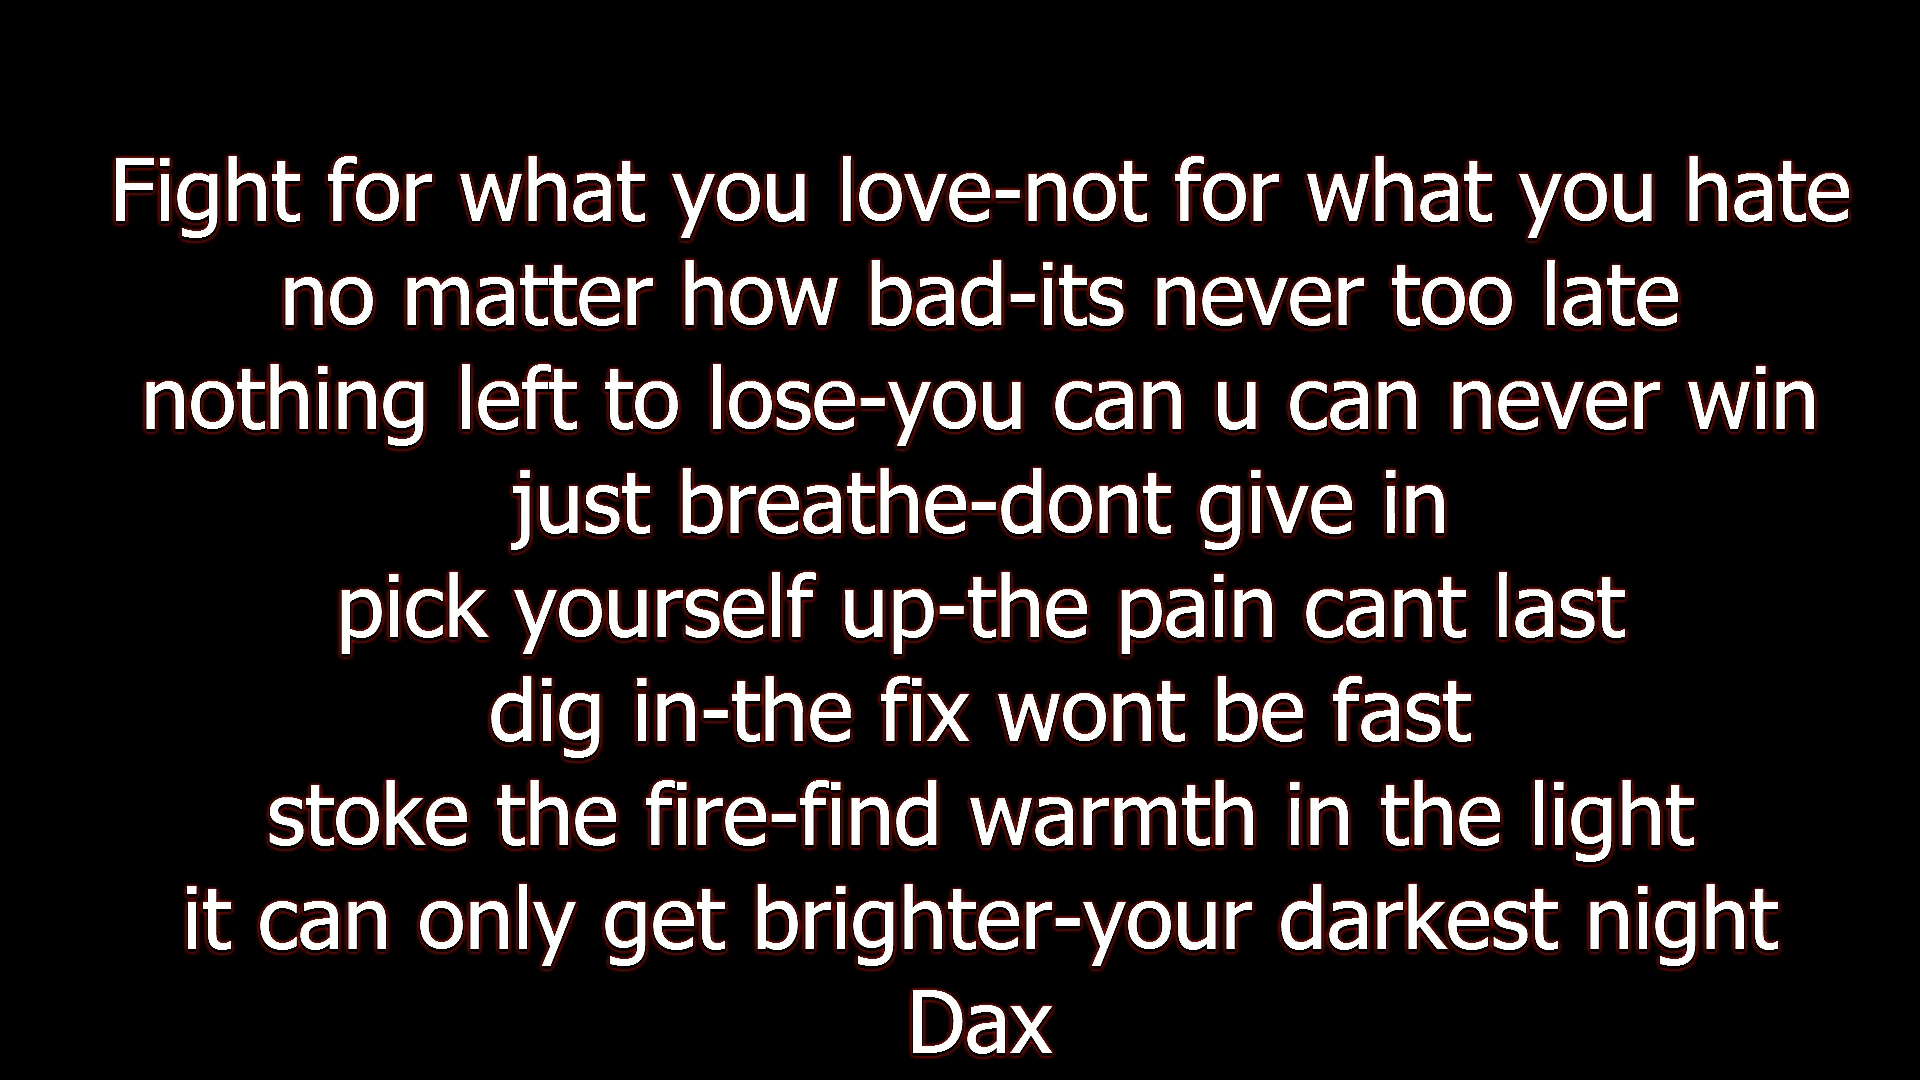 Fight for what you love-not for what you hate
no matter how bad-its never too late
nothing left to lose-you can u can never win
just breathe-dont give in
pick yourself up-the pain cant last
dig in-the fix wont be fast
stoke the fire-find warmth in the light
it can only get brighter-your darkest night
Dax